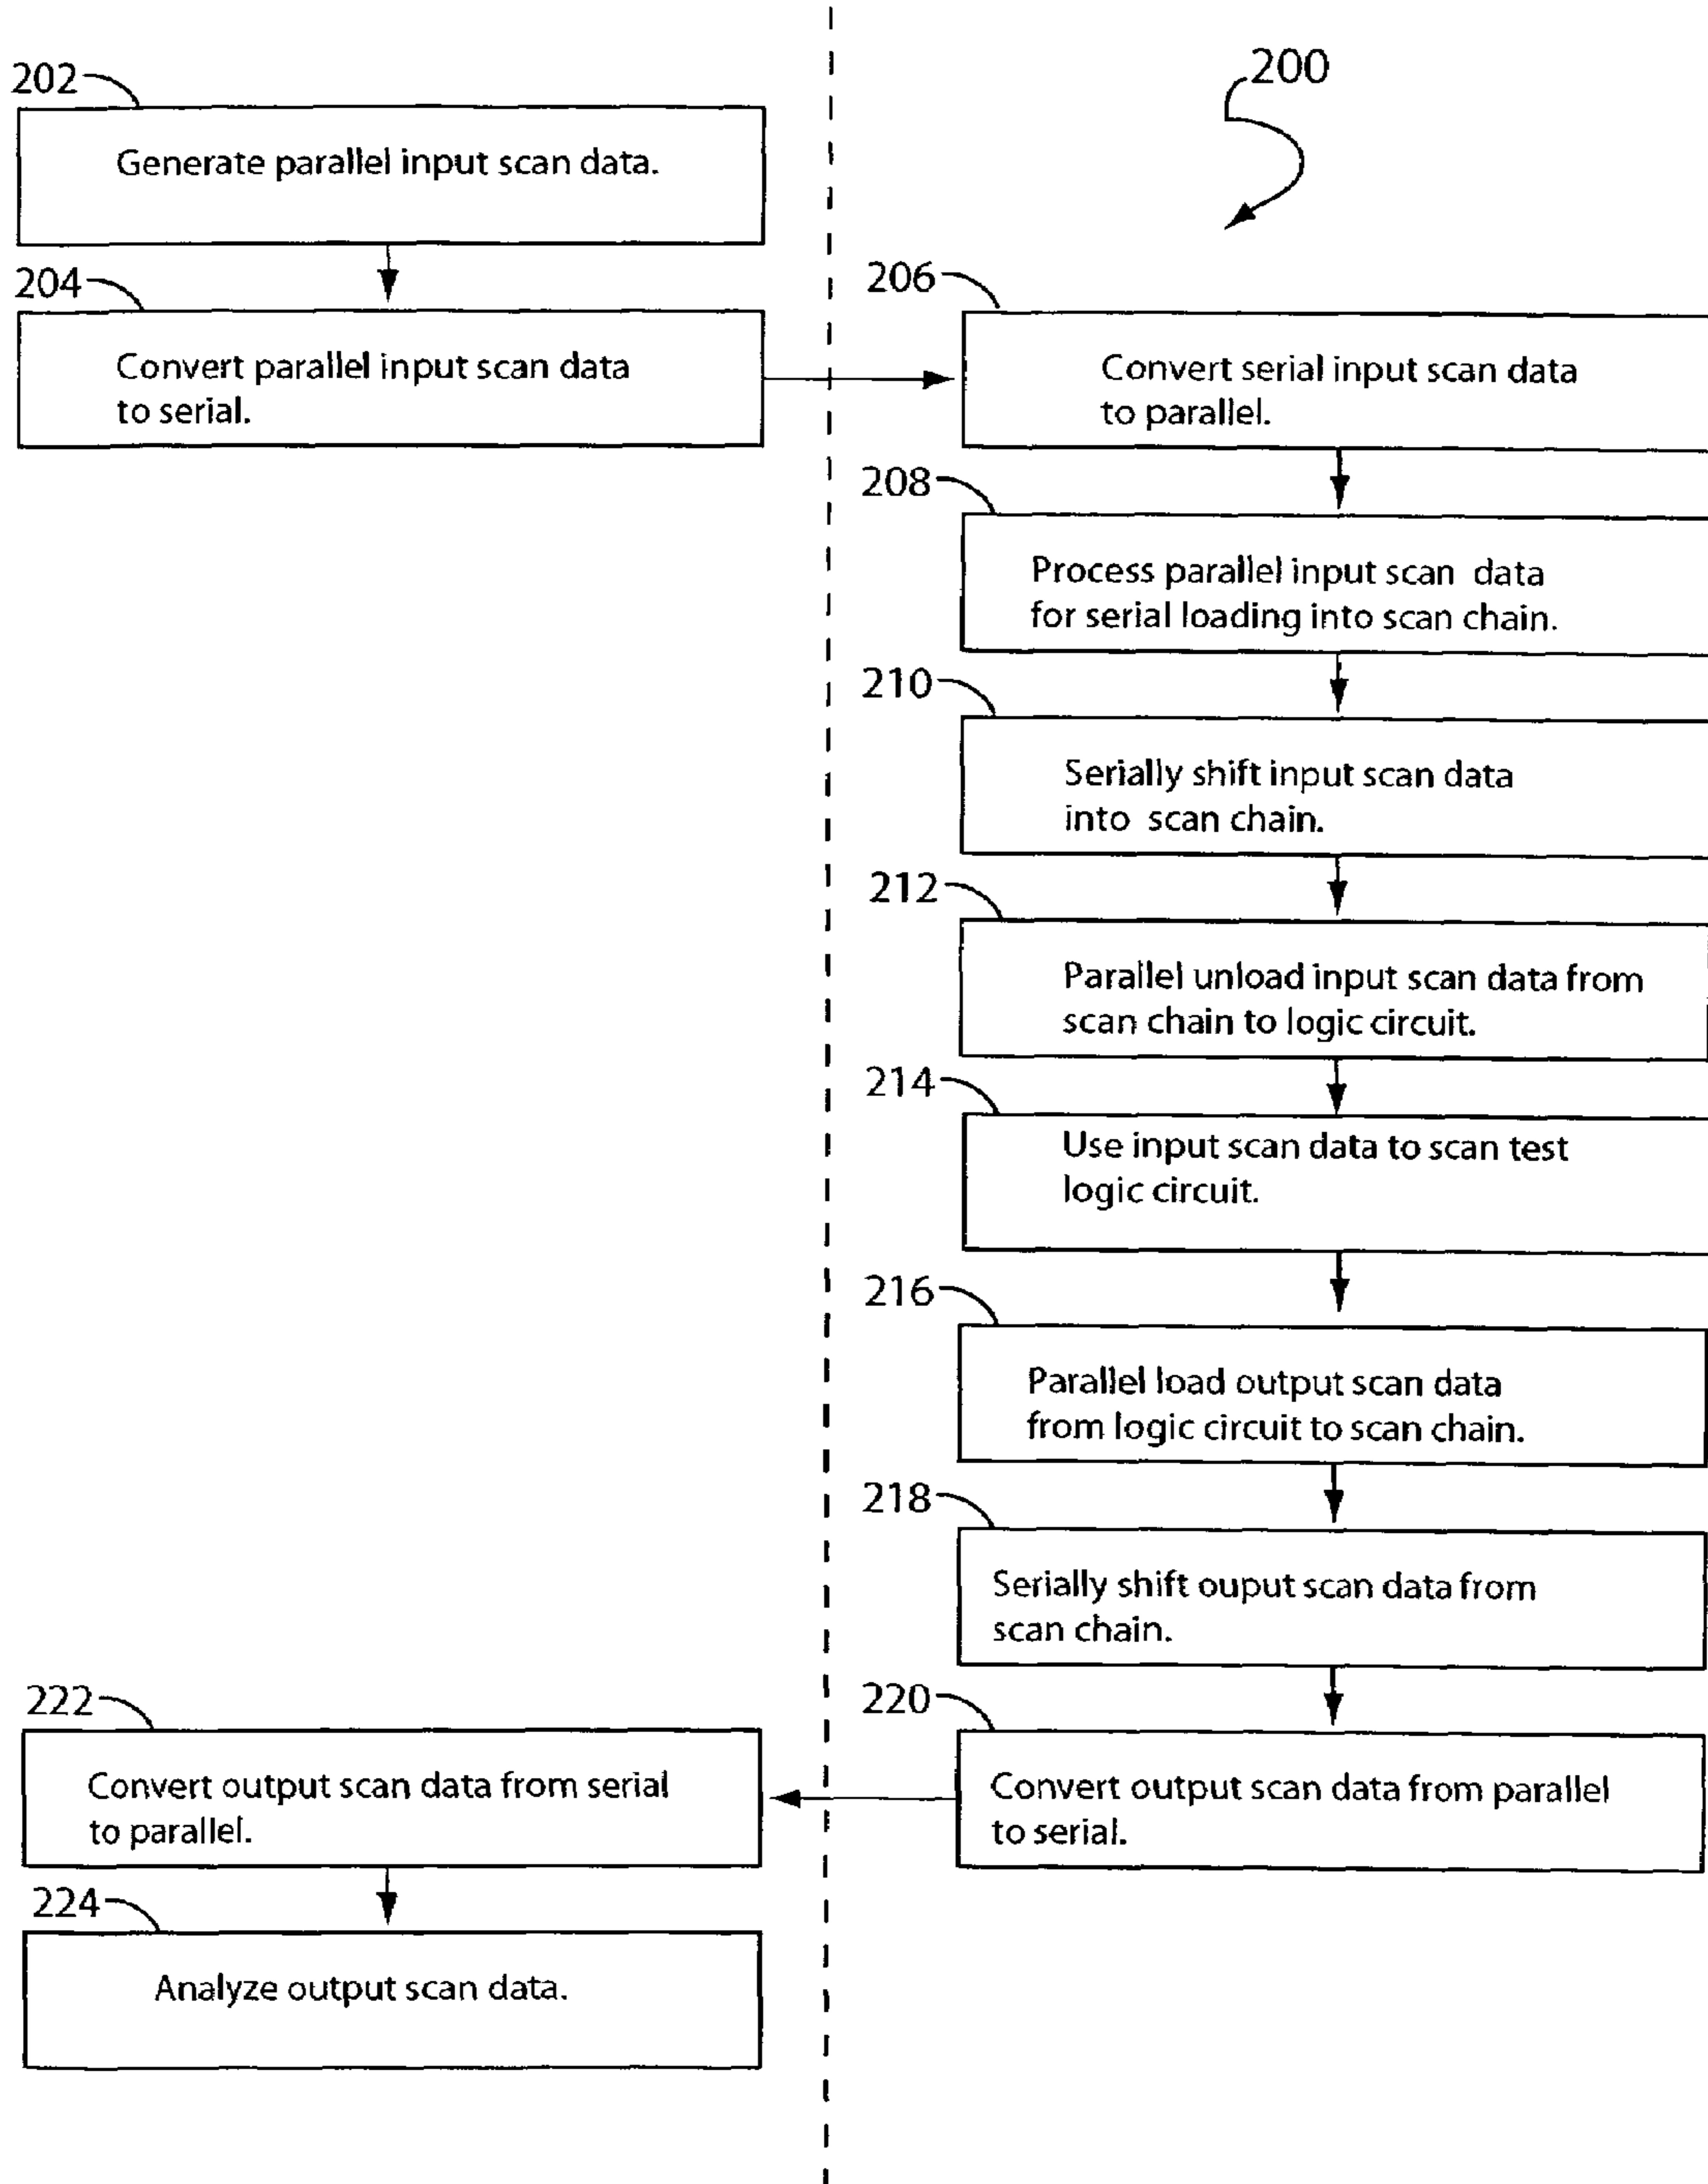 200
202
Generate parallel input scan data.
204
Convert parallel input scan data
to serial.
206
Convert serial input scan data
to parallel.
208
Process parallel input scan data
for serial loading into scan chain.
210
Serially shift input scan data
into scan chain.
212
Parallel unload input scan data from
scan chain to logic circuit.
214
Use input scan data to scan test
logic circuit.
216
Parallel load output scan data
from logic circuit to scan chain.
218
Serially shift ouput scan data from
scan chain.
220
Convert output scan data from parallel
to serial.
222
Convert output scan data from serial
to parallel.
224
Analyze output scan data.